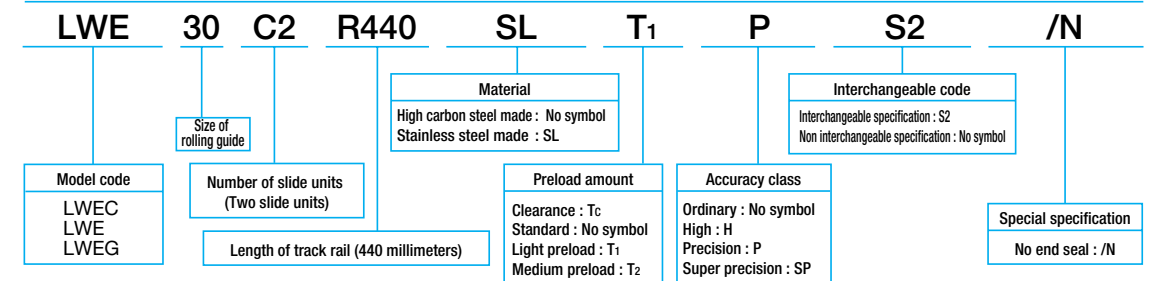 LWE 30 C2 R440 SL T1 P S2 /N
Material
High carbon steel made : No symbol
Stainless steel made : SL
Interchangeable code
Interchangeable specification : S2
Non interchangeable specification : No symbol
Size of
rolling guide
Model code
LWEC
LWE
LWEG
Number of slide units
(Two slide units)
Length of track rail (440 millimeters)
Preload amount
Clearance : Tc
Standard : No symbol
Light preload : T1
Medium preload : T2
Accuracy class
Ordinary : No symbol
High : H
Precision : P
Super precision : SP
Special specification
No end seal : /N